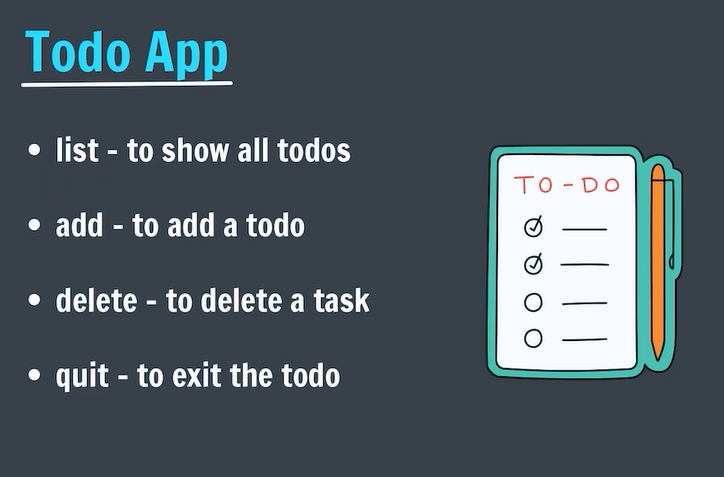 Todo App
• list - to show all todos
• add - to add a todo
• delete - to delete a task
• quit - to exit the todo
TO-DO